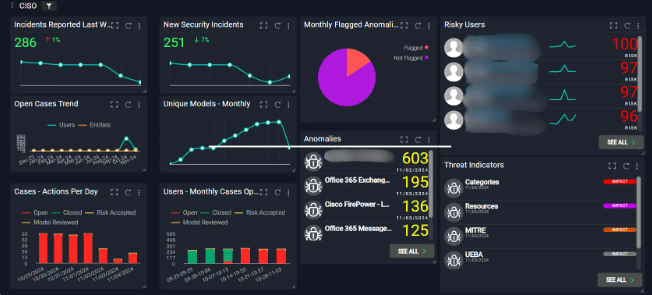 CISO
Incidents Reported Last W...
286
1%
New Security Incidents
251
7%
Monthly Flagged Anomali...
Flagged
Not Flagged
Risky Users
100
RISK
97
RISK
97
RISK
96
RISK
SEE ALL
Open Cases Trend
Users
Entities
Unique Models - Monthly
Anomalies
603
11/02/2024
Office 365 Exchang...
195
11/03/2024
Cisco FirePower - L...
136
11/03/2024
Office 365 Message...
125
SEE ALL
Threat Indicators
Categories
11/04/2024
IMPACT
Resources
11/04/2024
IMPACT
MITRE
11/04/2024
IMPACT
UEBA
11/04/2024
IMPACT
SEE ALL
Cases - Actions Per Day
Open
Closed
Risk Accepted
Model Reviewed
Users - Monthly Cases Op...
Open
Closed
Risk Accepted
Model Reviewed